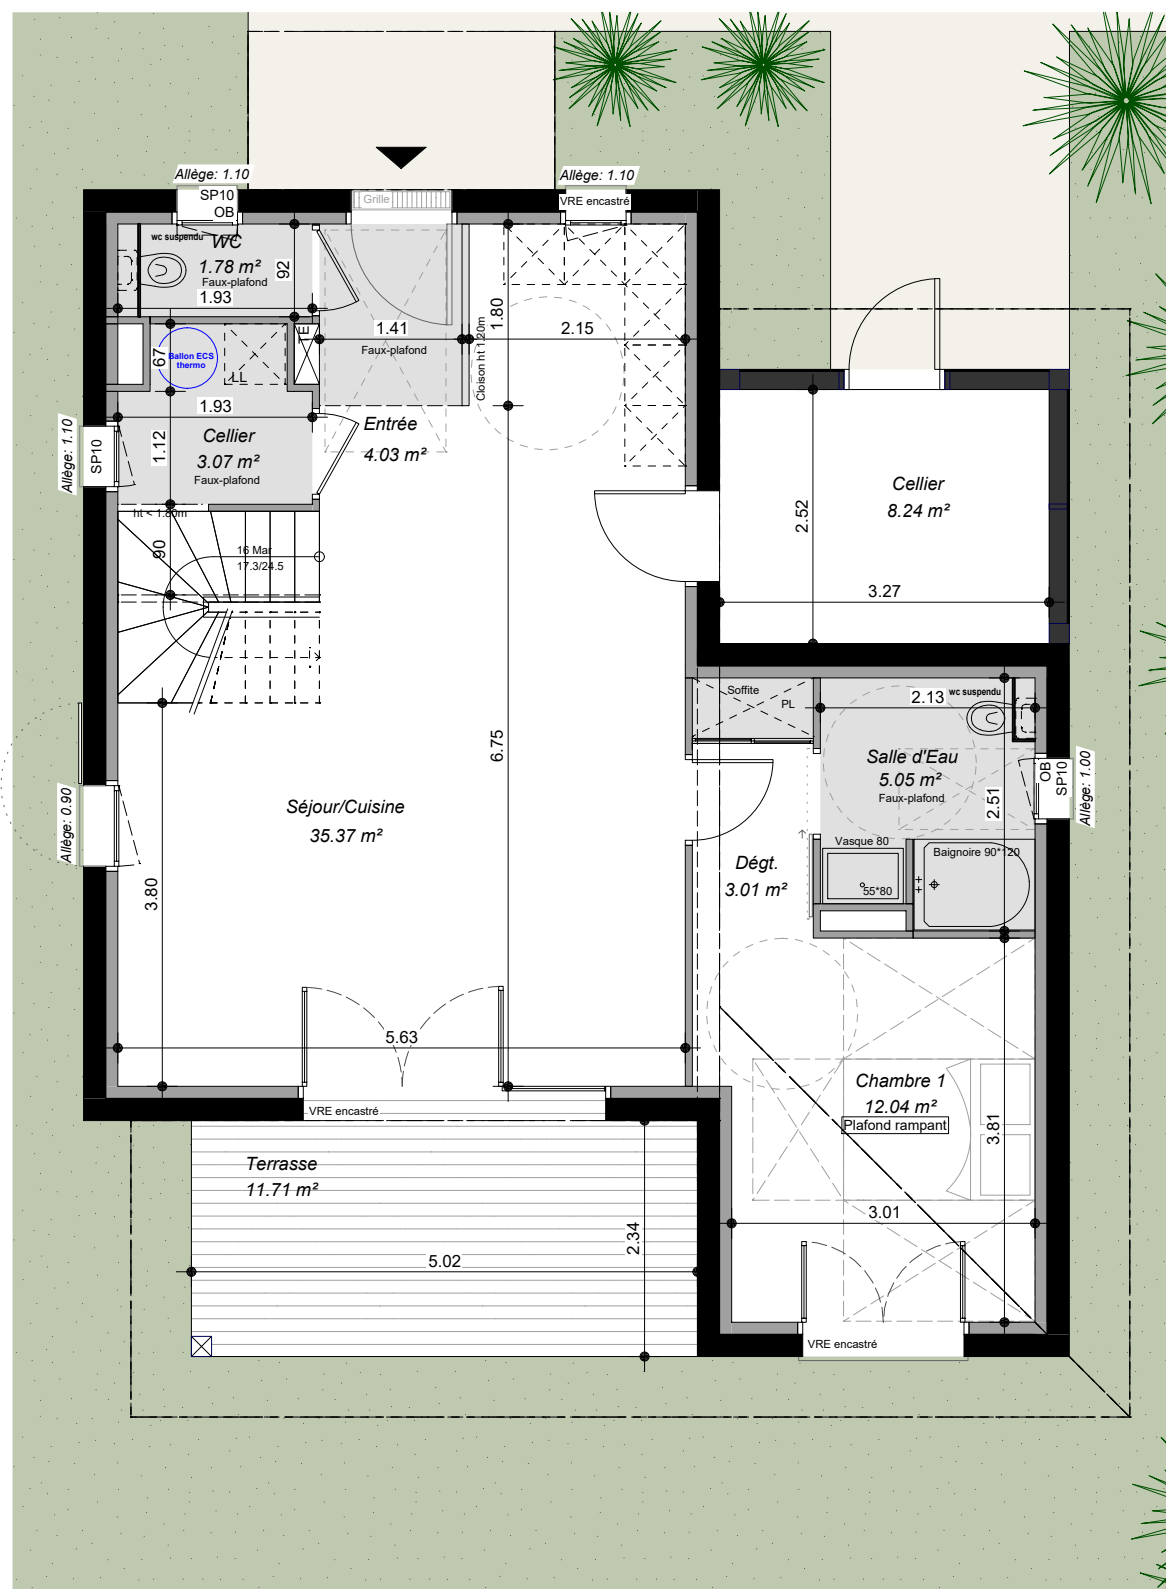 Allège: 1.10
SP10
OB
Grille
Allège: 1.10
VRE encastré
wc suspendu
WC
1.78 m²
Faux-plafond
1.93
92
1.41
Faux-plafond
1.80
2.15
Cloison ht 1.20m
TE
67
Ballon ECS
thermo
LL
1.93
Cellier
3.07 m²
Faux-plafond
1.12
Allège: 1.10
SP10
Entrée
4.03 m²
ht < 1.80m
90
16 Mar
17.3/24.5
Cellier
8.24 m²
2.52
3.27
Soffite
PL
2.13
wc suspendu
Salle d'Eau
5.05 m²
Faux-plafond
2.51
OB
SP10
Allège: 1.00
6.75
Séjour/Cuisine
35.37 m²
Allège: 0.90
3.80
Vasque 80
55*80
Baignoire 90*120
Dégt.
3.01 m²
5.63
Chambre 1
12.04 m²
Plafond rampant
3.81
3.01
VRE encastré
Terrasse
11.71 m²
2.34
5.02
VRE encastré